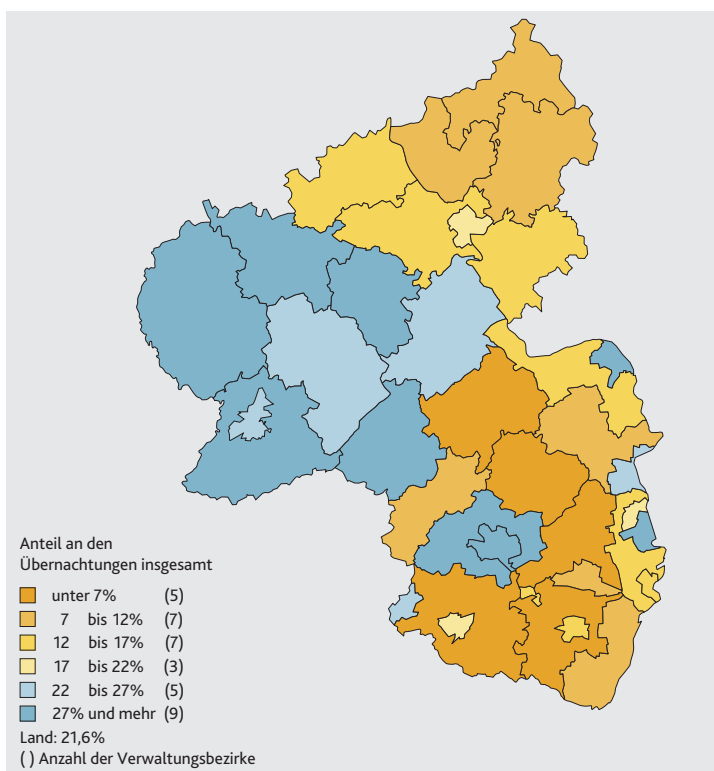 Anteil an den
Übernachtungen insgesamt
unter 7% (5)
7 bis 12% (7)
12 bis 17% (7)
17 bis 22% (3)
22 bis 27% (5)
27% und mehr (9)
Land: 21,6%
( ) Anzahl der Verwaltungsbezirke